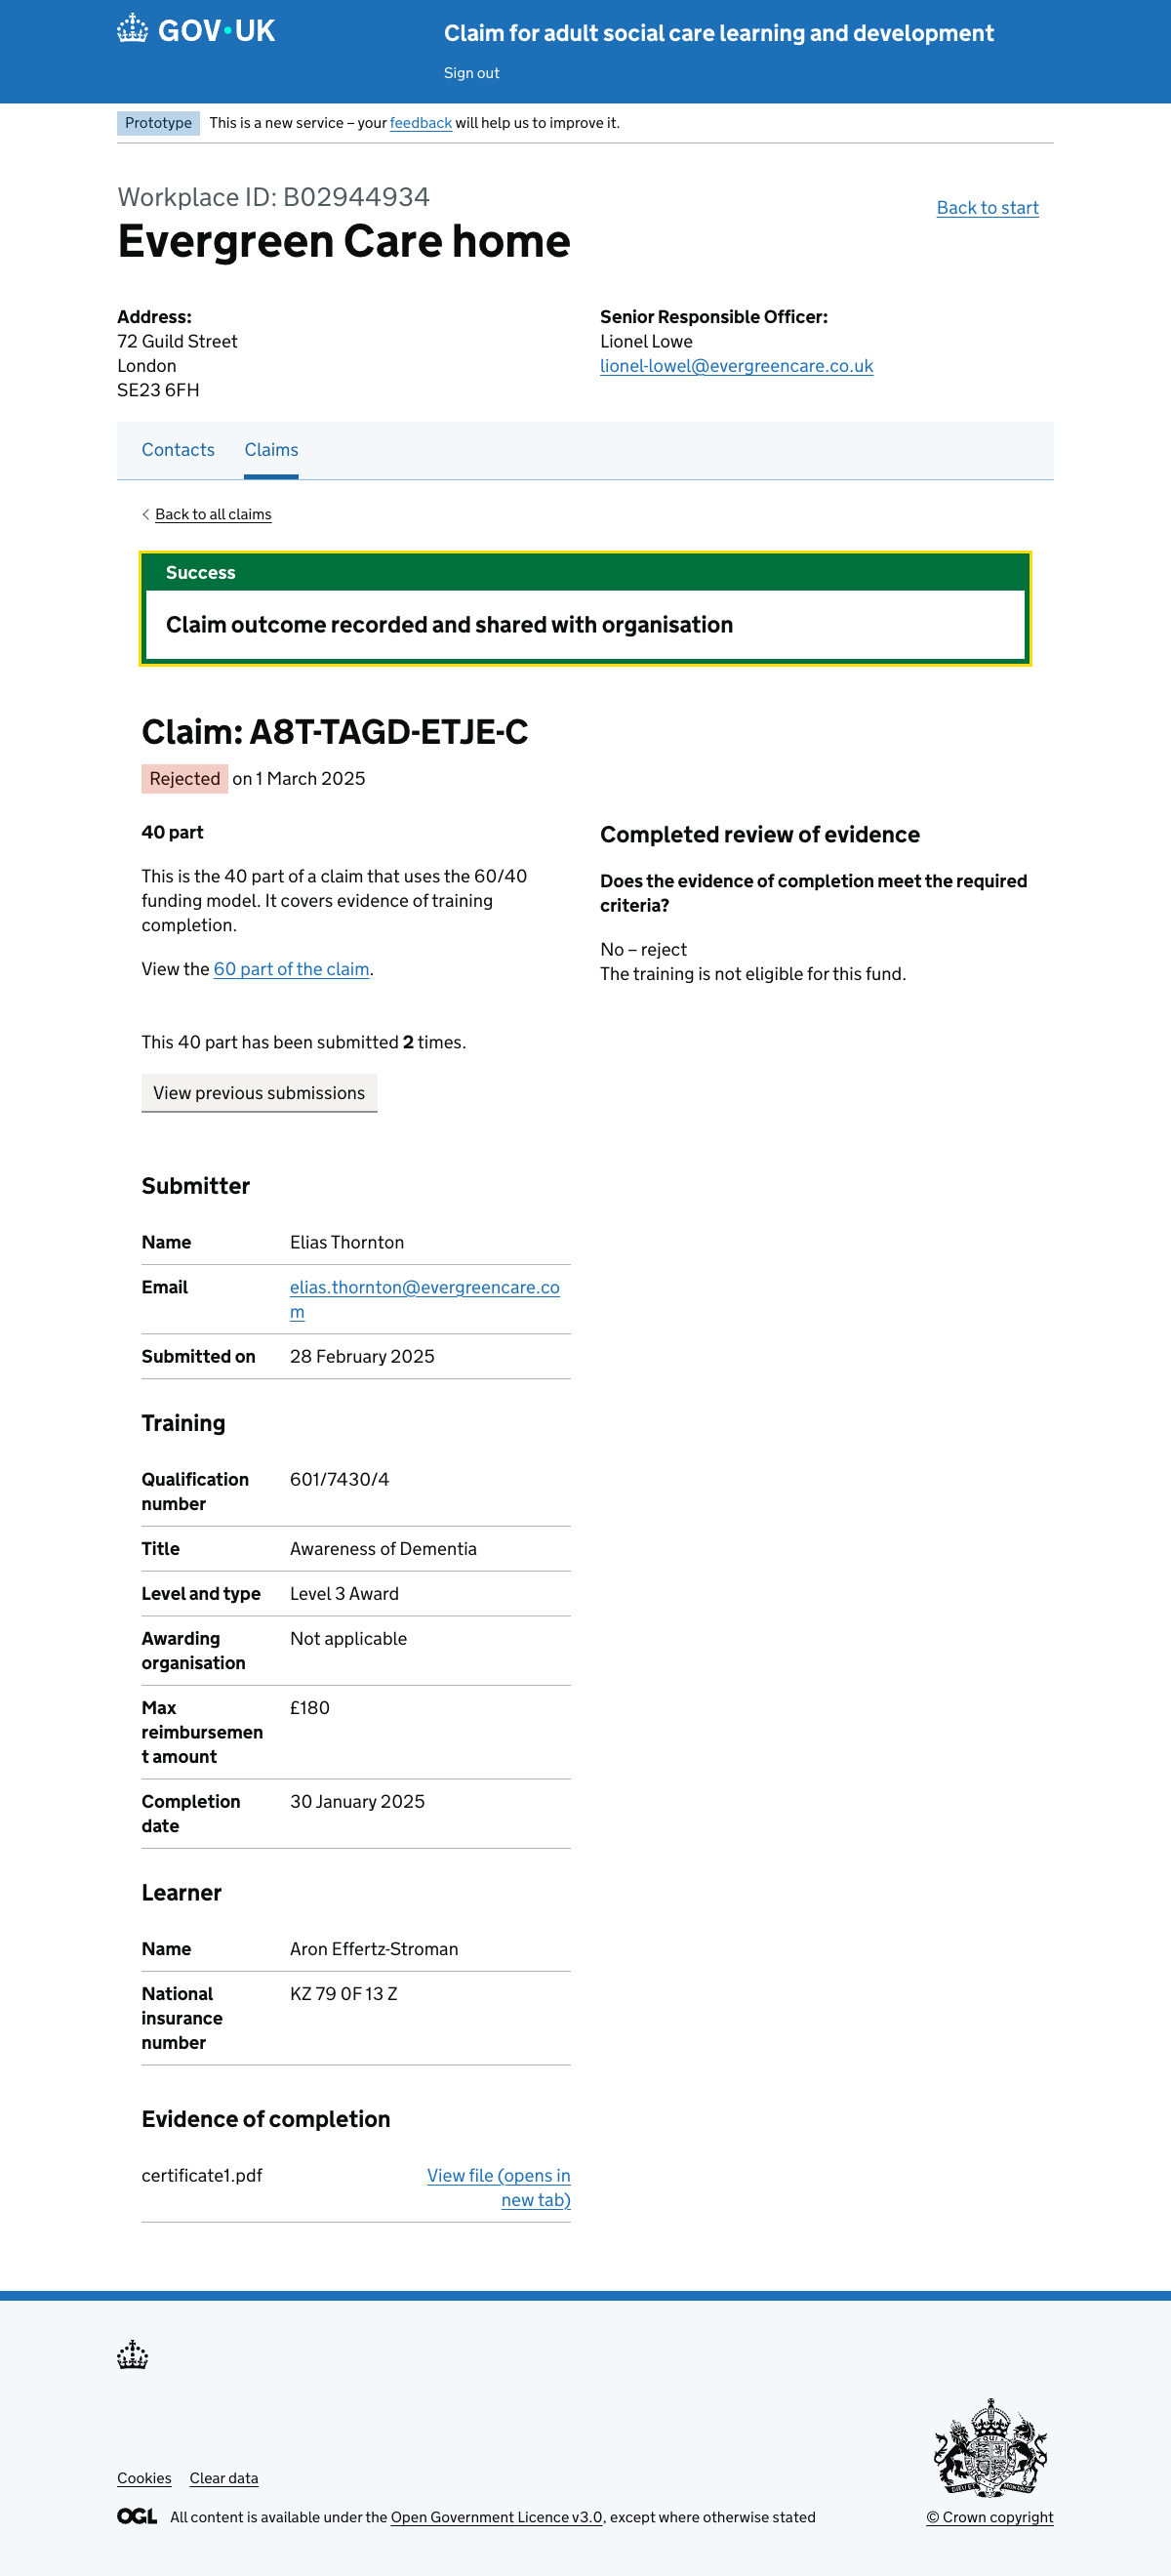 GOV·UK
Claim for adult social care learning and development
Sign out
Prototype This is a new service – your feedback will help us to improve it.
Workplace ID: B02944934
Evergreen Care home
Back to start
Address:
72 Guild Street
London
SE23 6FH
Senior Responsible Officer:
Lionel Lowe
lionel-lowel@evergreencare.co.uk
Contacts Claims
Back to all claims
Success
Claim outcome recorded and shared with organisation
Claim: A8T-TAGD-ETJE-C
Rejected on 1 March 2025
40 part
This is the 40 part of a claim that uses the 60/40
funding model. It covers evidence of training
completion.
View the 60 part of the claim.
This 40 part has been submitted 2 times.
View previous submissions
Completed review of evidence
Does the evidence of completion meet the required
criteria?
No – reject
The training is not eligible for this fund.
Submitter
Name Elias Thornton
Email elias.thornton@evergreencare.co
m
Submitted on 28 February 2025
Training
Qualification 601/7430/4
number
Title Awareness of Dementia
Level and type Level 3 Award
Awarding Not applicable
organisation
Max £180
reimbursemen
t amount
Completion 30 January 2025
date
Learner
Name Aron Effertz-Stroman
National KZ 79 0F 13 Z
insurance
number
Evidence of completion
certificate1.pdf View file (opens in
new tab)
Cookies Clear data
OGL All content is available under the Open Government Licence v3.0, except where otherwise stated
© Crown copyright